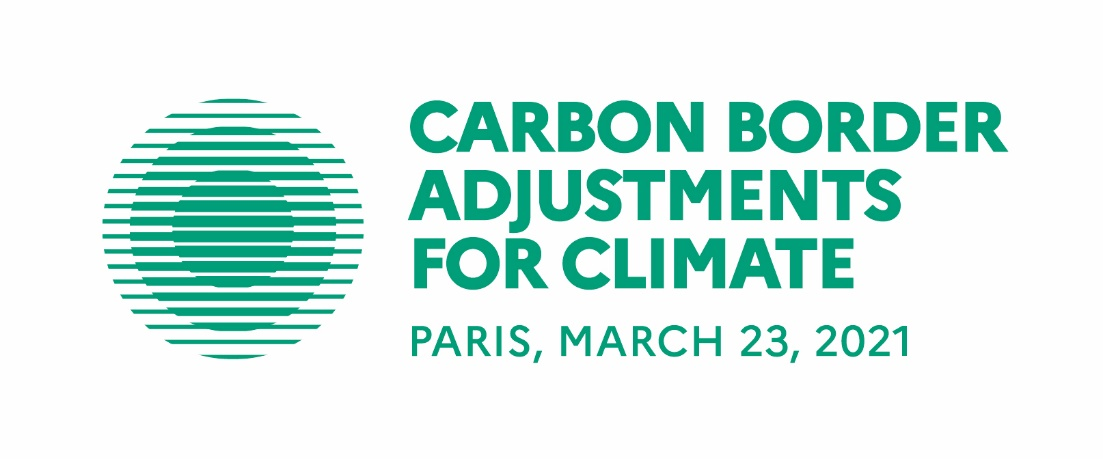 CARBON BORDER
ADJUSTMENTS
FOR CLIMATE
PARIS, MARCH 23, 2021